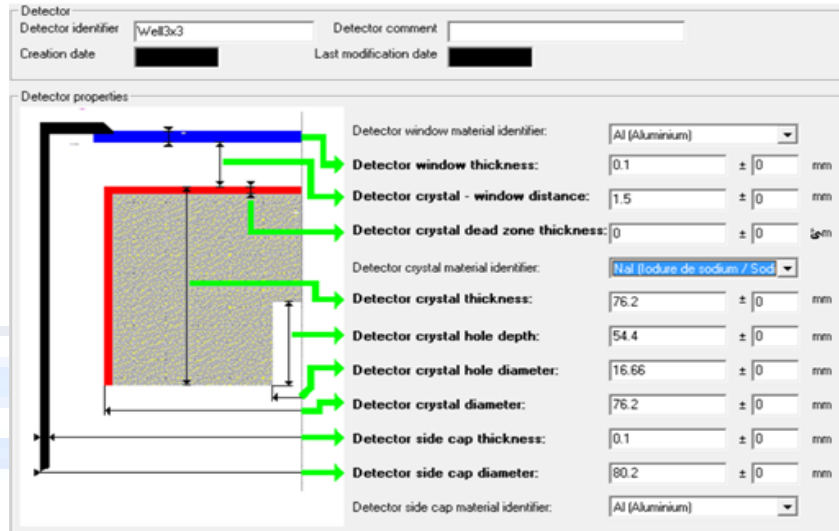 Detector
Detector identifier Well3x3 Detector comment
Creation date Last modification date
Detector properties
Detector window material identifier: Al (Aluminium)
Detector window thickness: 0.1 ± 0 mm
Detector crystal - window distance: 1.5 ± 0 mm
Detector crystal dead zone thickness: 0 ± 0
Detector crystal material identifier: NaI (Iodure de sodium / Sodi
Detector crystal thickness: 76.2 ± 0 mm
Detector crystal hole depth: 54.4 ± 0 mm
Detector crystal hole diameter: 16.66 ± 0 mm
Detector crystal diameter: 76.2 ± 0 mm
Detector side cap thickness: 0.1 ± 0 mm
Detector side cap diameter: 80.2 ± 0 mm
Detector side cap material identifier: Al (Aluminium)